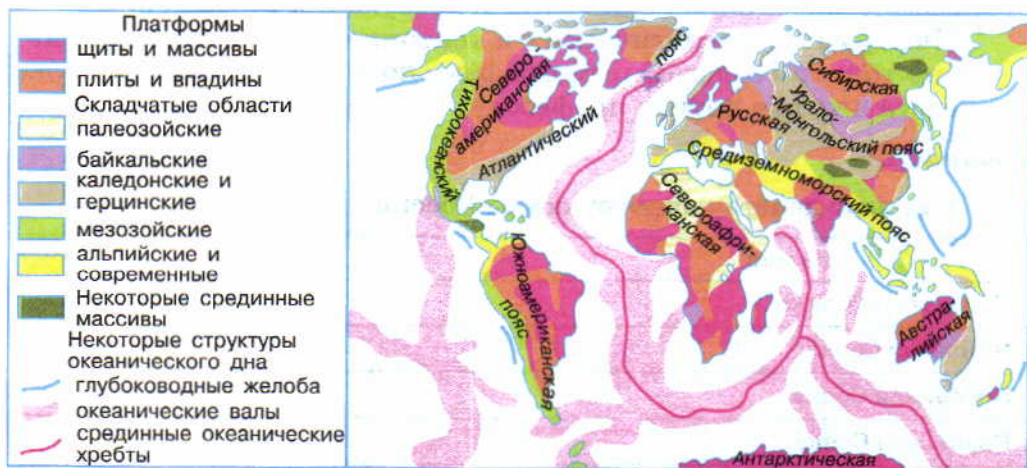 Платформы
щиты и массивы
плиты и впадины
Складчатые области
палеозойские
байкальские
каледонские и
герцинские
мезозойские
альпийские и
современные
Некоторые срединные
массивы
Некоторые структуры
океанического дна
глубоководные желоба
океанические валы
срединные океанические
хребты
Тихоокеанский
пояс
Северо-
американская
Атлантический
пояс
Сибирская
Урало-
-Монгольский пояс
Русская
Средиземноморский пояс
Североафри-
канская
Южноамериканская
Австра-
лийская
Антарктическая